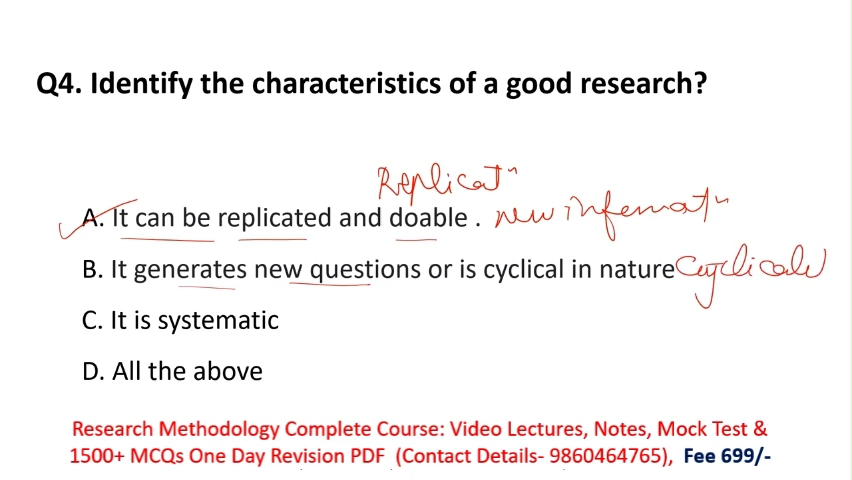 Q4. Identify the characteristics of a good research?
Replicatn
A. It can be replicated and doable . new infemratn
B. It generates new questions or is cyclical in nature Cyclical
C. It is systematic
D. All the above
Research Methodology Complete Course: Video Lectures, Notes, Mock Test &
1500+ MCQs One Day Revision PDF (Contact Details- 9860464765), Fee 699/-